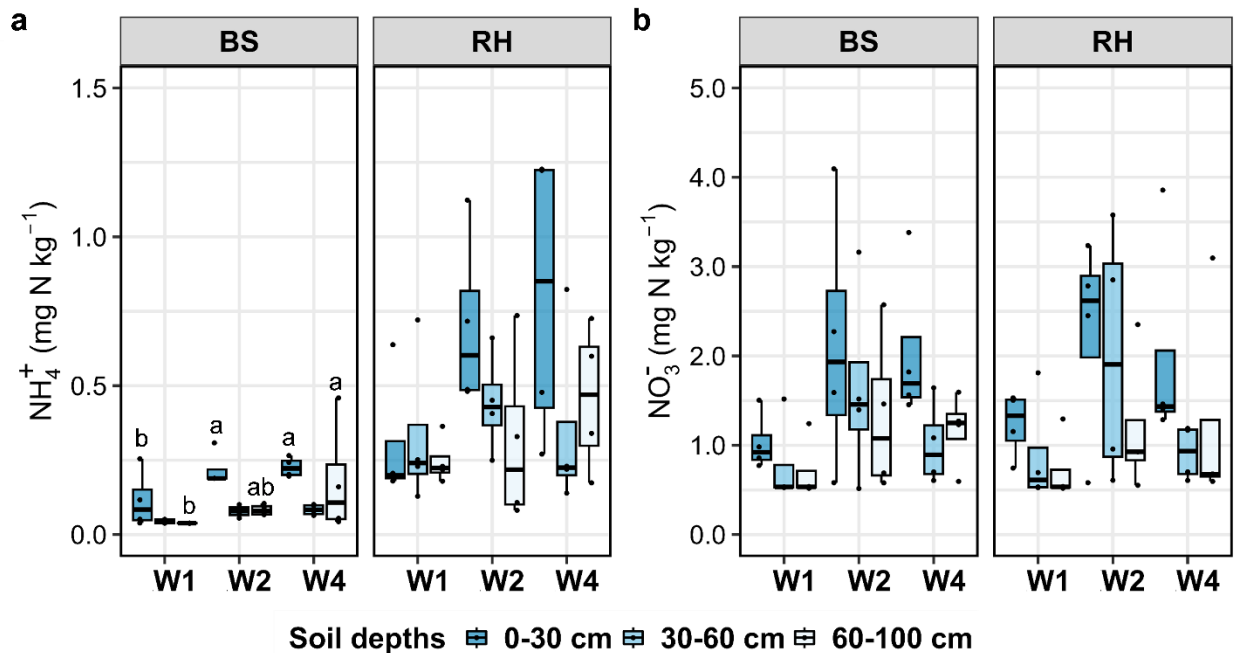 a
BS
RH
NH₄⁺ (mg N kg⁻¹)
1.5
1.0
0.5
0.0
b
a
a
a
ab
b
W1
W2
W4
W1
W2
W4
b
BS
RH
NO₃⁻ (mg N kg⁻¹)
5.0
4.0
3.0
2.0
1.0
0.0
W1
W2
W4
W1
W2
W4
Soil depths 0-30 cm 30-60 cm 60-100 cm